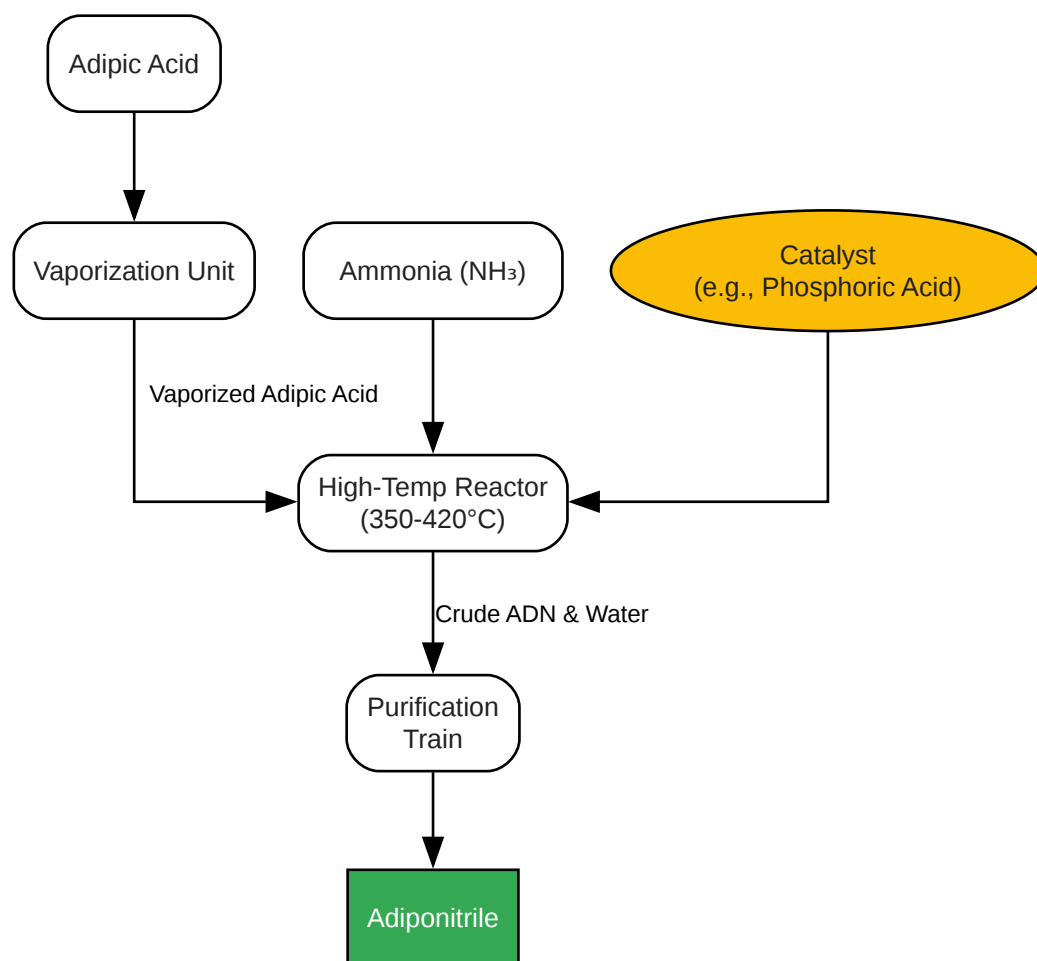 Adipic Acid
Vaporization Unit
Ammonia (NH₃)
Catalyst
(e.g., Phosphoric Acid)
Vaporized Adipic Acid
High-Temp Reactor
(350-420°C)
Crude ADN & Water
Purification
Train
Adiponitrile